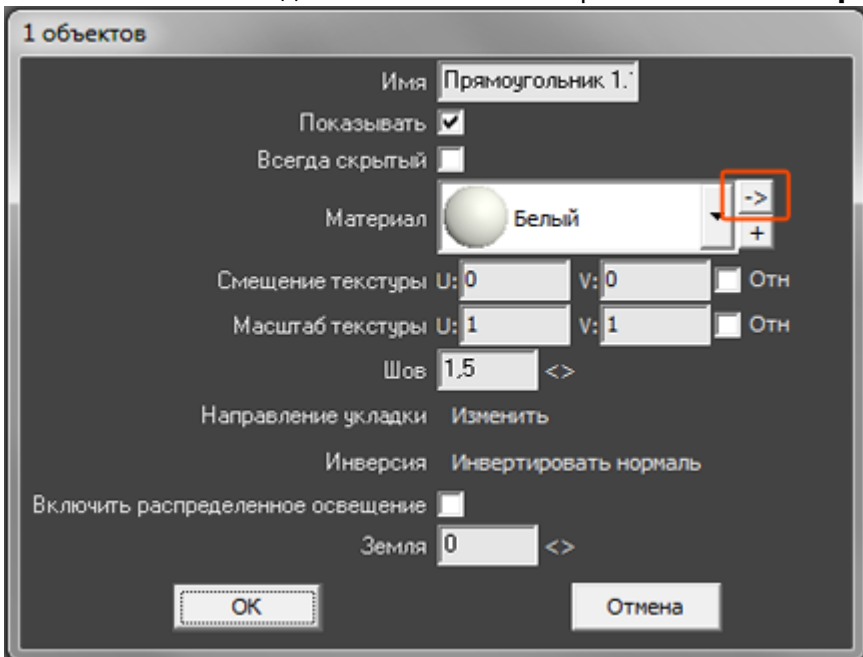 1 объектов
Имя Прямоугольник 1.
Показывать
Всегда скрытый
Материал Белый ->
+
Смещение текстуры U: 0 V: 0 Отн
Масштаб текстуры U: 1 V: 1 Отн
Шов 1,5 <>
Направление укладки Изменить
Инверсия Инвертировать нормаль
Включить распределенное освещение
Земля 0 <>
ОК Отмена